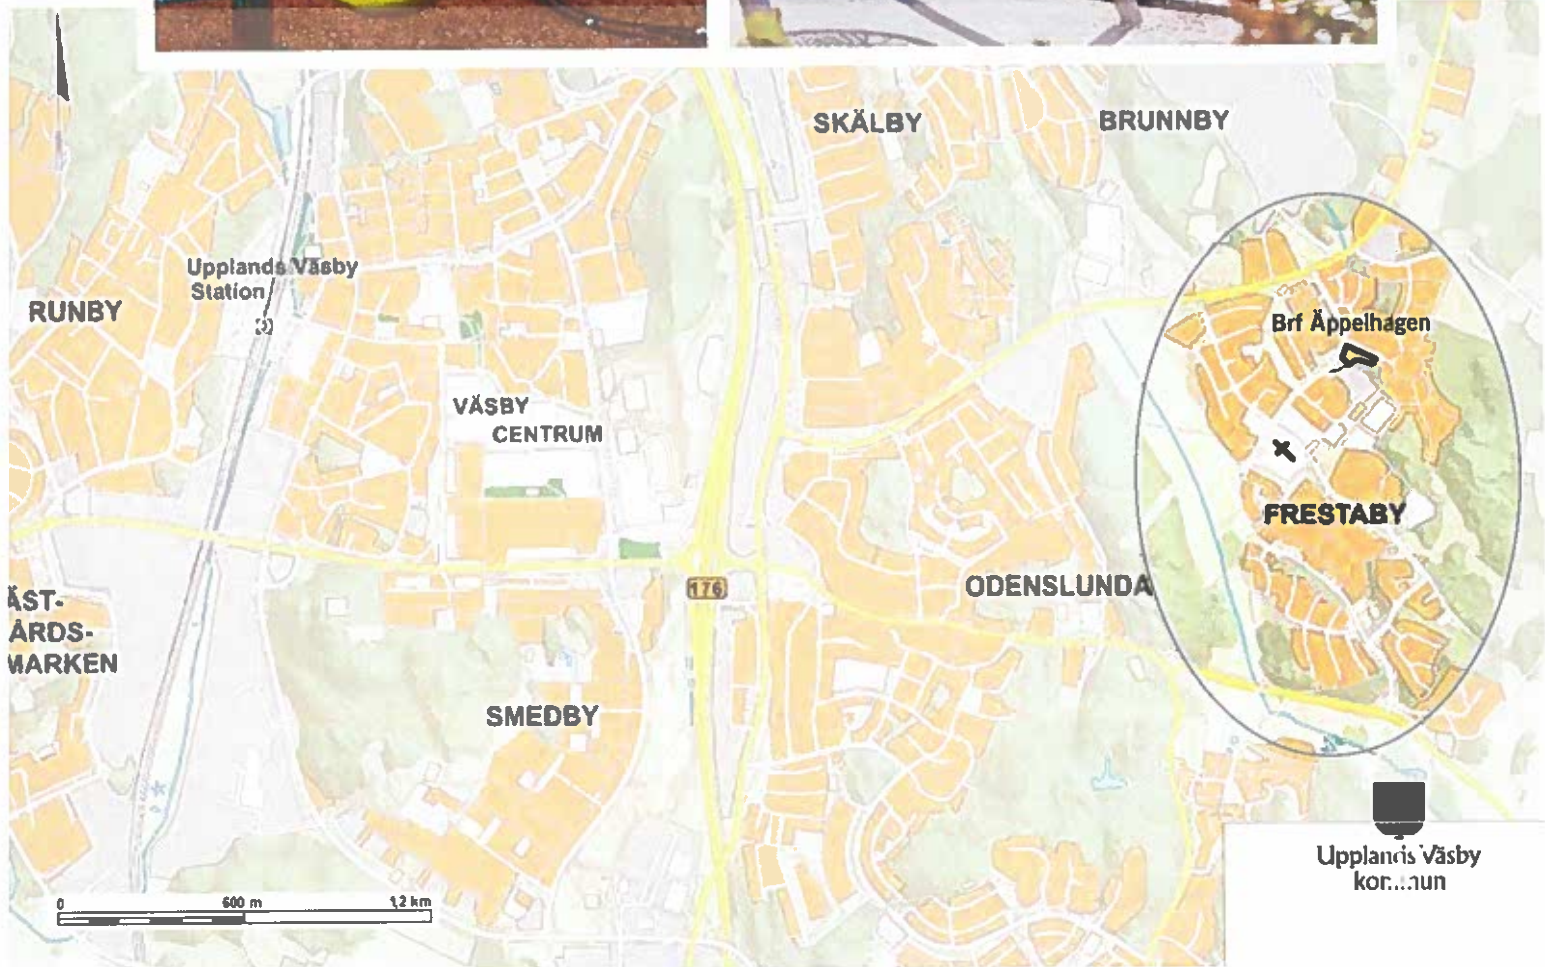 SKÄLBY
BRUNNBY
Upplands Väsby
Station
RUNBY
Brf Äppelhagen
VÄSBY
CENTRUM
FRESTABY
176
ODENSLUNDA
ÄST-
ÅRDS-
MARKEN
SMEDBY
0 600 m 1,2 km
Upplands Väsby